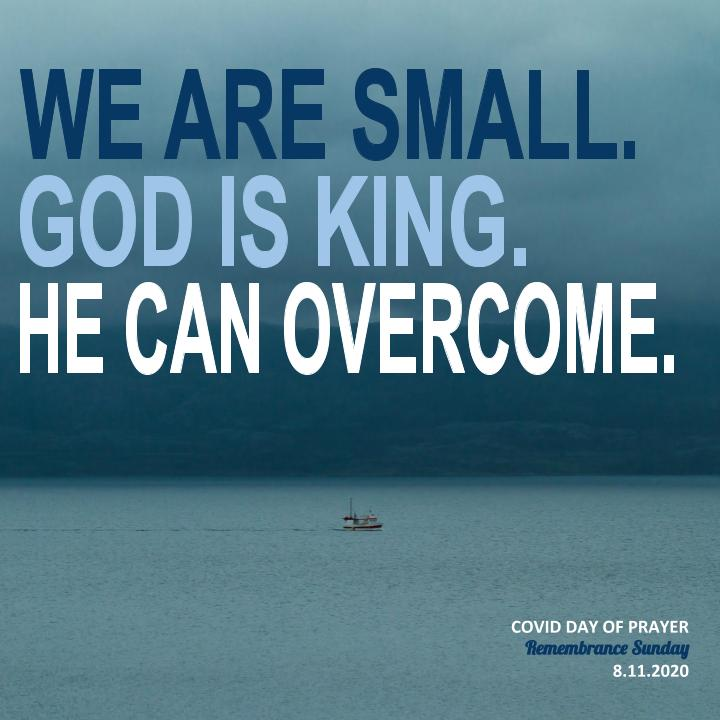 WE ARE SMALL.
GOD IS KING.
HE CAN OVERCOME.
COVID DAY OF PRAYER
Remembrance Sunday
8.11.2020